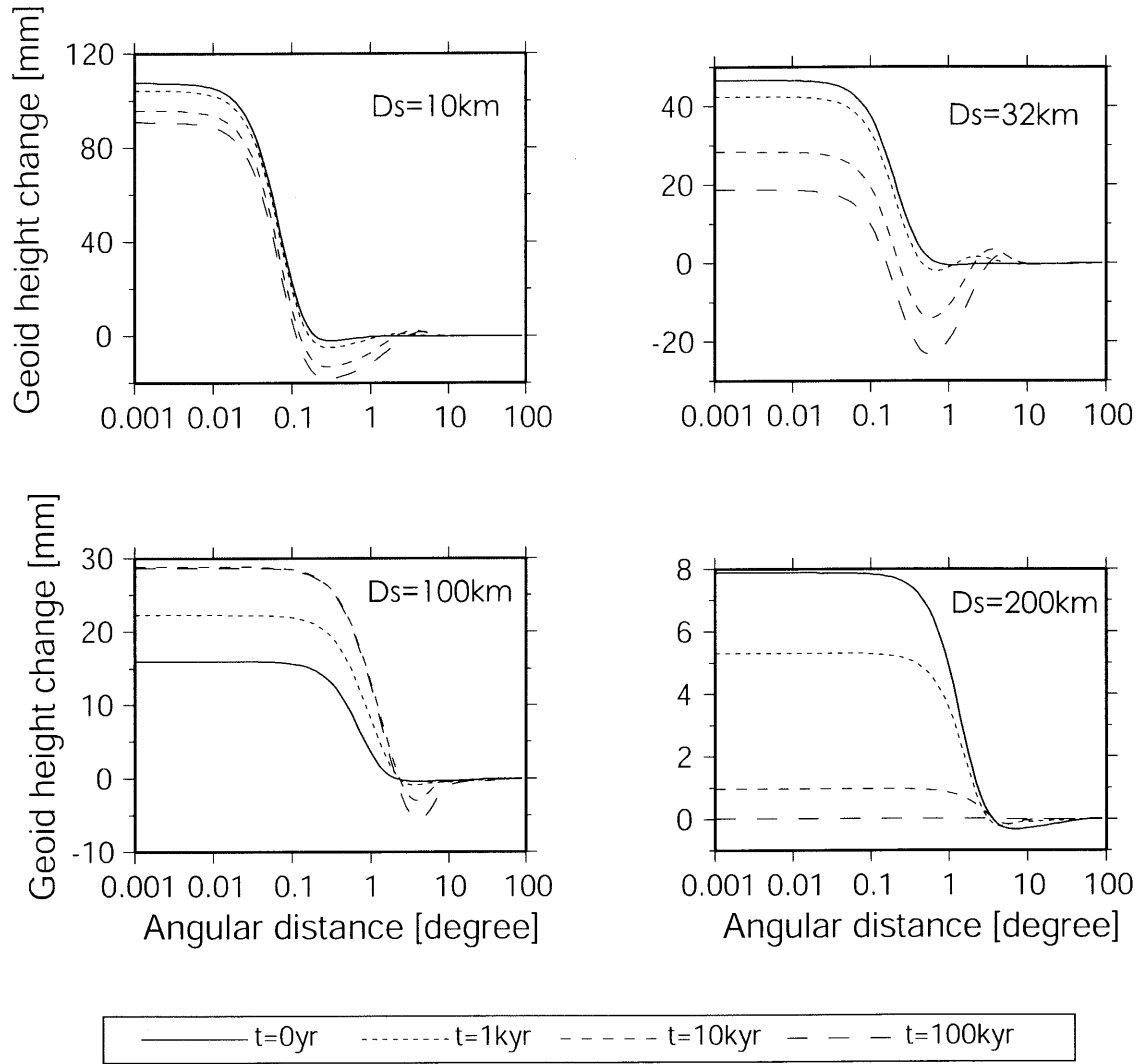 Geoid height change [mm]
120
80
40
0
Ds=10km
0.001 0.01 0.1 1 10 100
40
20
0
-20
Ds=32km
0.001 0.01 0.1 1 10 100
Geoid height change [mm]
30
20
10
0
-10
Ds=100km
0.001 0.01 0.1 1 10 100
Angular distance [degree]
8
6
4
2
0
Ds=200km
0.001 0.01 0.1 1 10 100
Angular distance [degree]
t=0yr t=1kyr t=10kyr t=100kyr